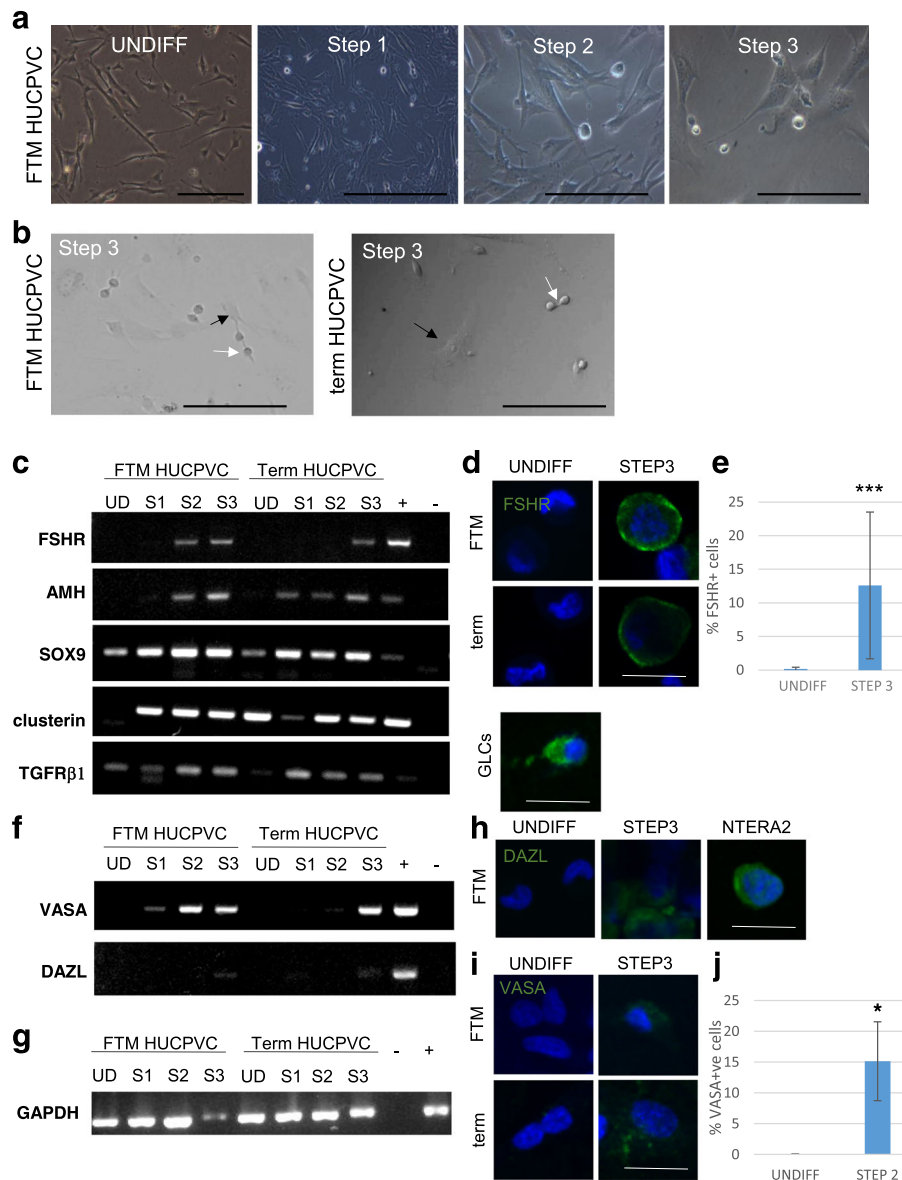 a
FTM HUCPVC
UNDIFF
Step 1
Step 2
Step 3
b
FTM HUCPVC
Step 3
term HUCPVC
Step 3
c
FTM HUCPVC
Term HUCPVC
UD S1 S2 S3 UD S1 S2 S3 + -
FSHR
AMH
SOX9
clusterin
TGFRβ1
d
UNDIFF
STEP3
FTM
FSHR
term
GLCs
e
***
% FSHR+ cells
25
20
15
10
5
0
UNDIFF
STEP 3
f
FTM HUCPVC
Term HUCPVC
UD S1 S2 S3 UD S1 S2 S3 + -
VASA
DAZL
g
FTM HUCPVC
Term HUCPVC
- +
UD S1 S2 S3 UD S1 S2 S3
GAPDH
h
UNDIFF
STEP3
NTERA2
FTM
DAZL
i
UNDIFF
STEP3
FTM
VASA
term
j
*
% VASA+ve cells
25
20
15
10
5
0
UNDIFF
STEP 2